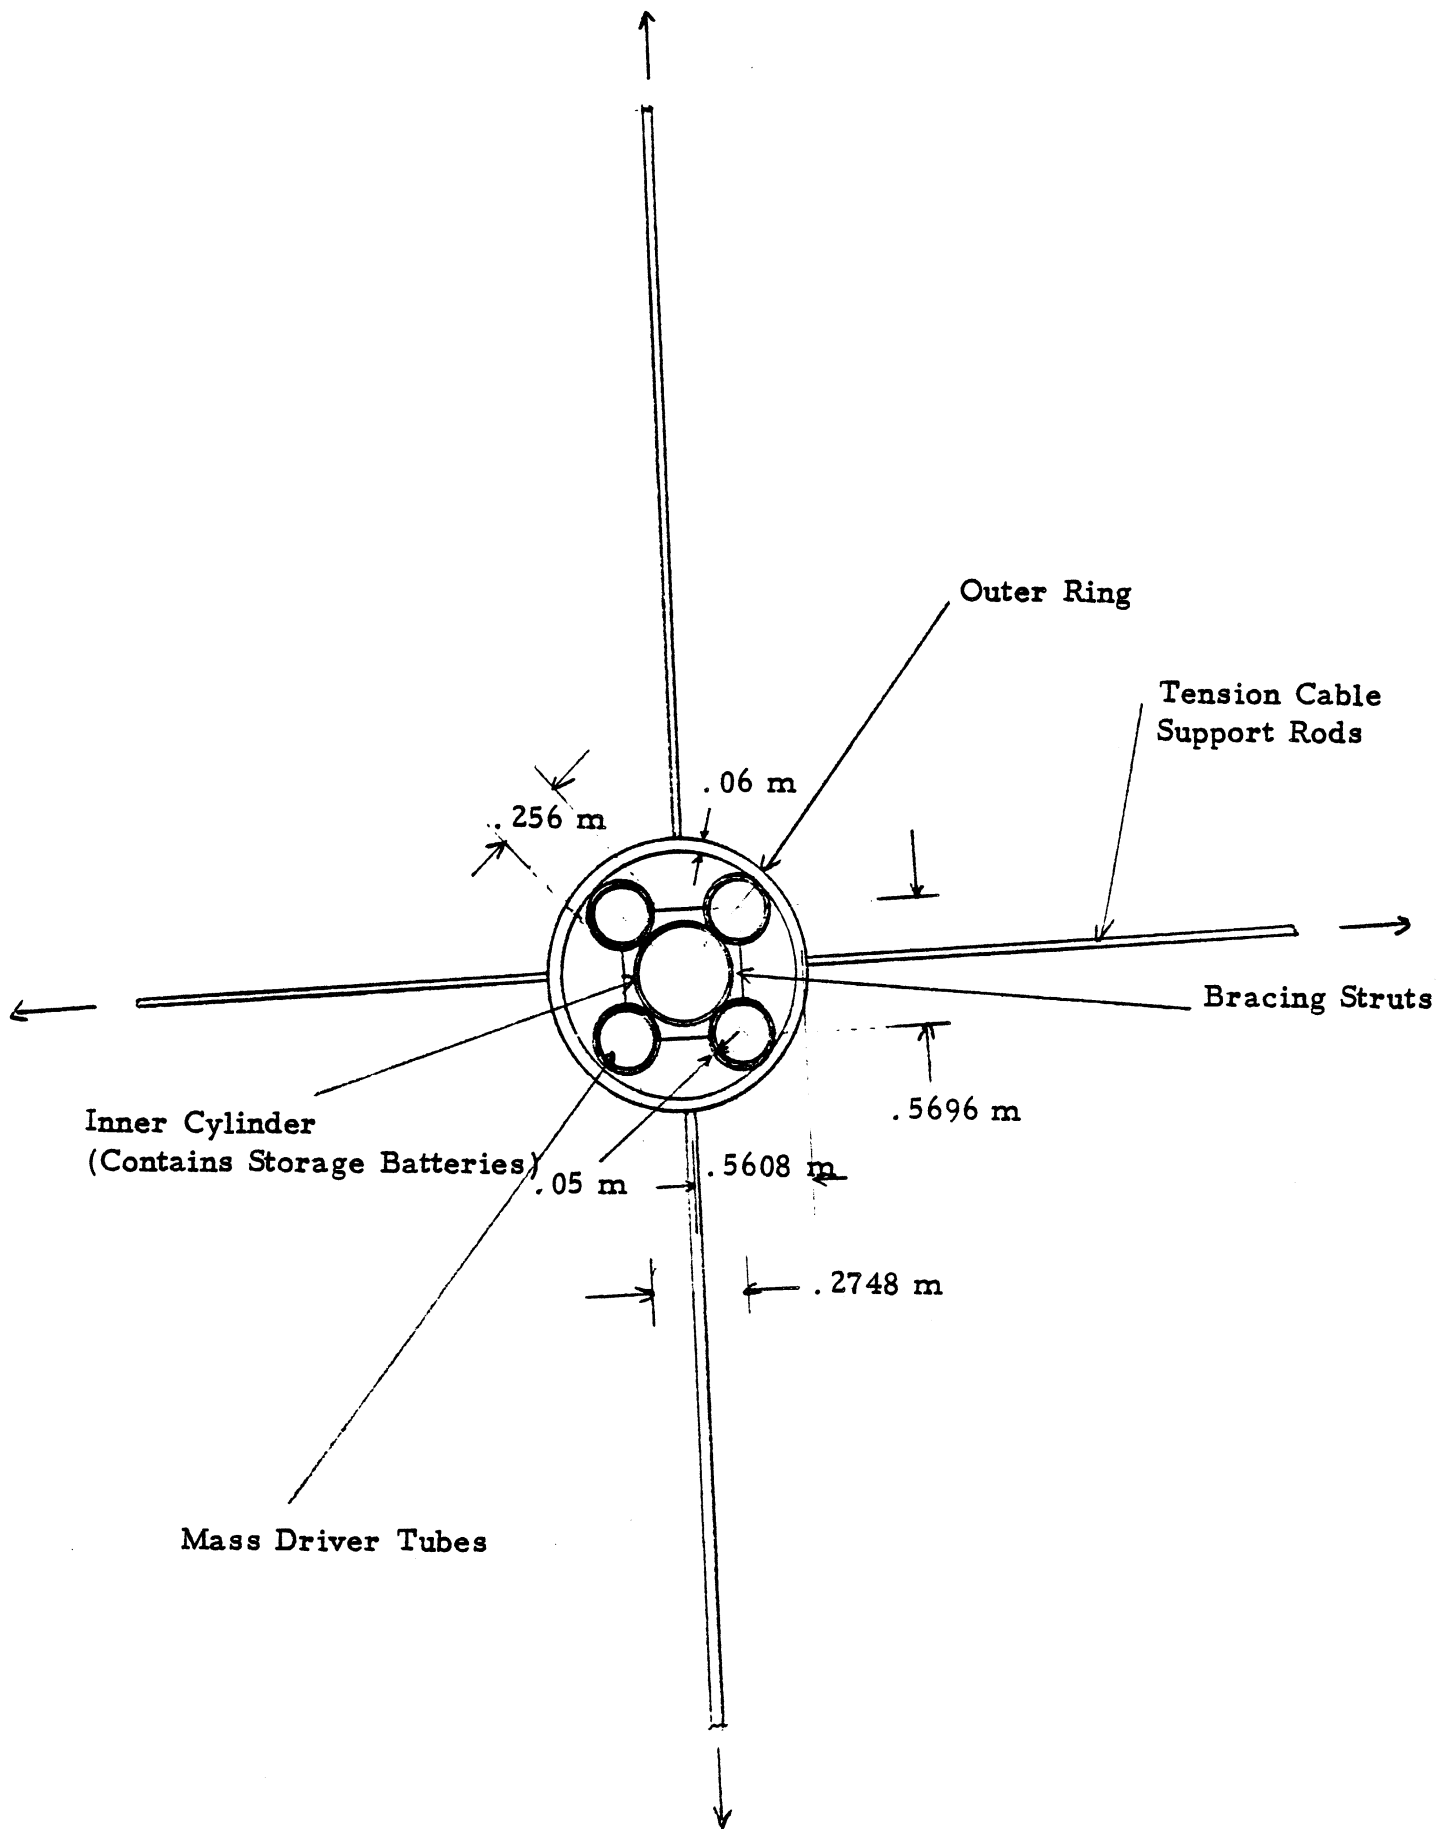 Outer Ring
Tension Cable
Support Rods
.06 m
.256 m
Bracing Struts
.5696 m
Inner Cylinder
(Contains Storage Batteries)
.05 m
.5608 m
.2748 m
Mass Driver Tubes